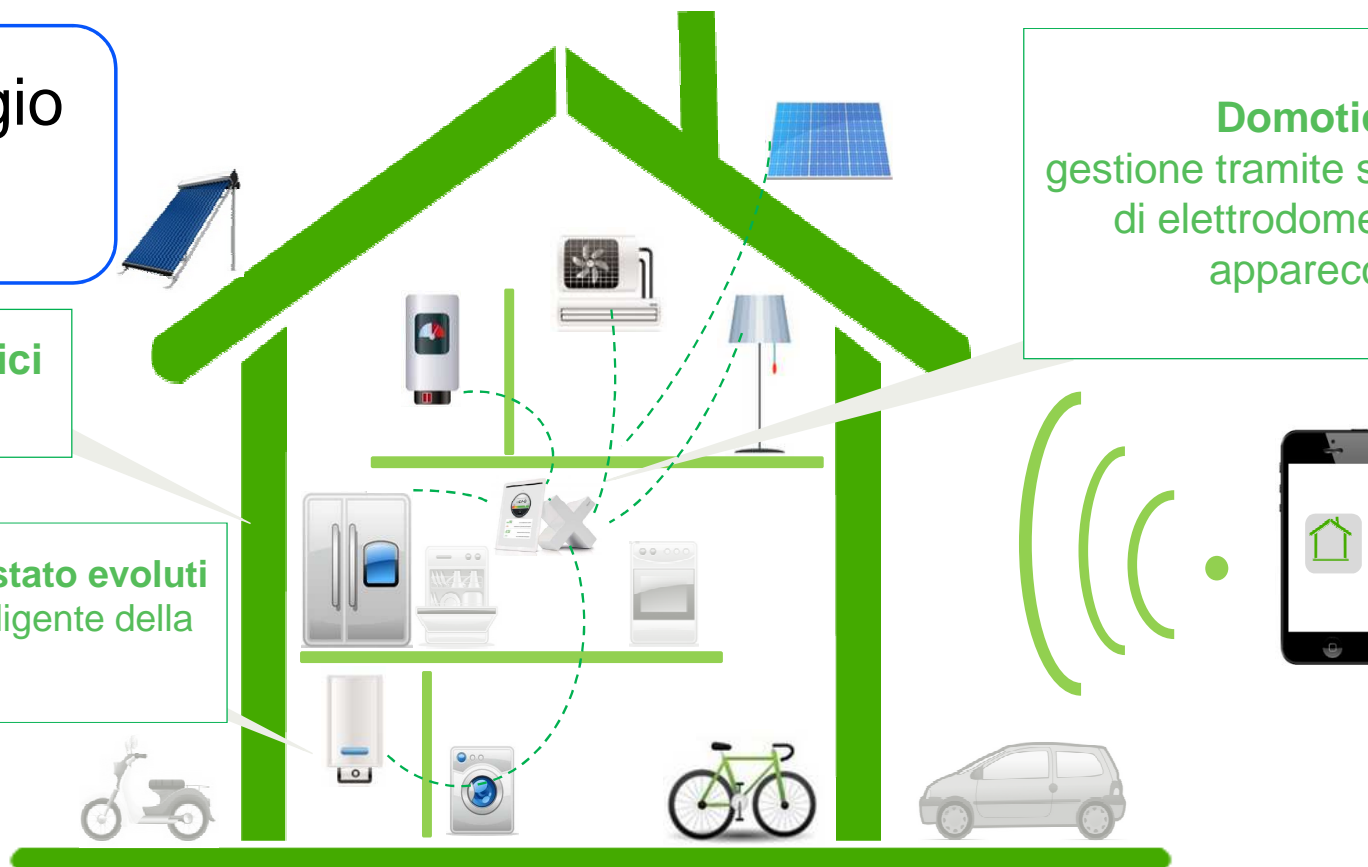 gio
ici
stato evoluti
ligente della
Domotic
gestione tramite s
di elettrodome
apparecc